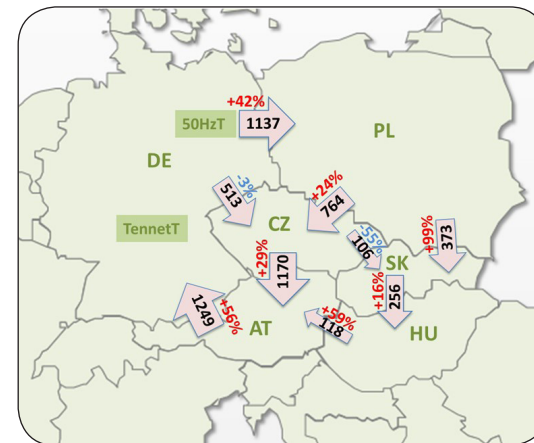 +42%
50HzT
1137
PL
DE
-3%
513
+24%
764
CZ
TennetT
-55%
106
+99%
373
SK
+29%
1170
+16%
256
1249
+56%
AT
+59%
118
HU